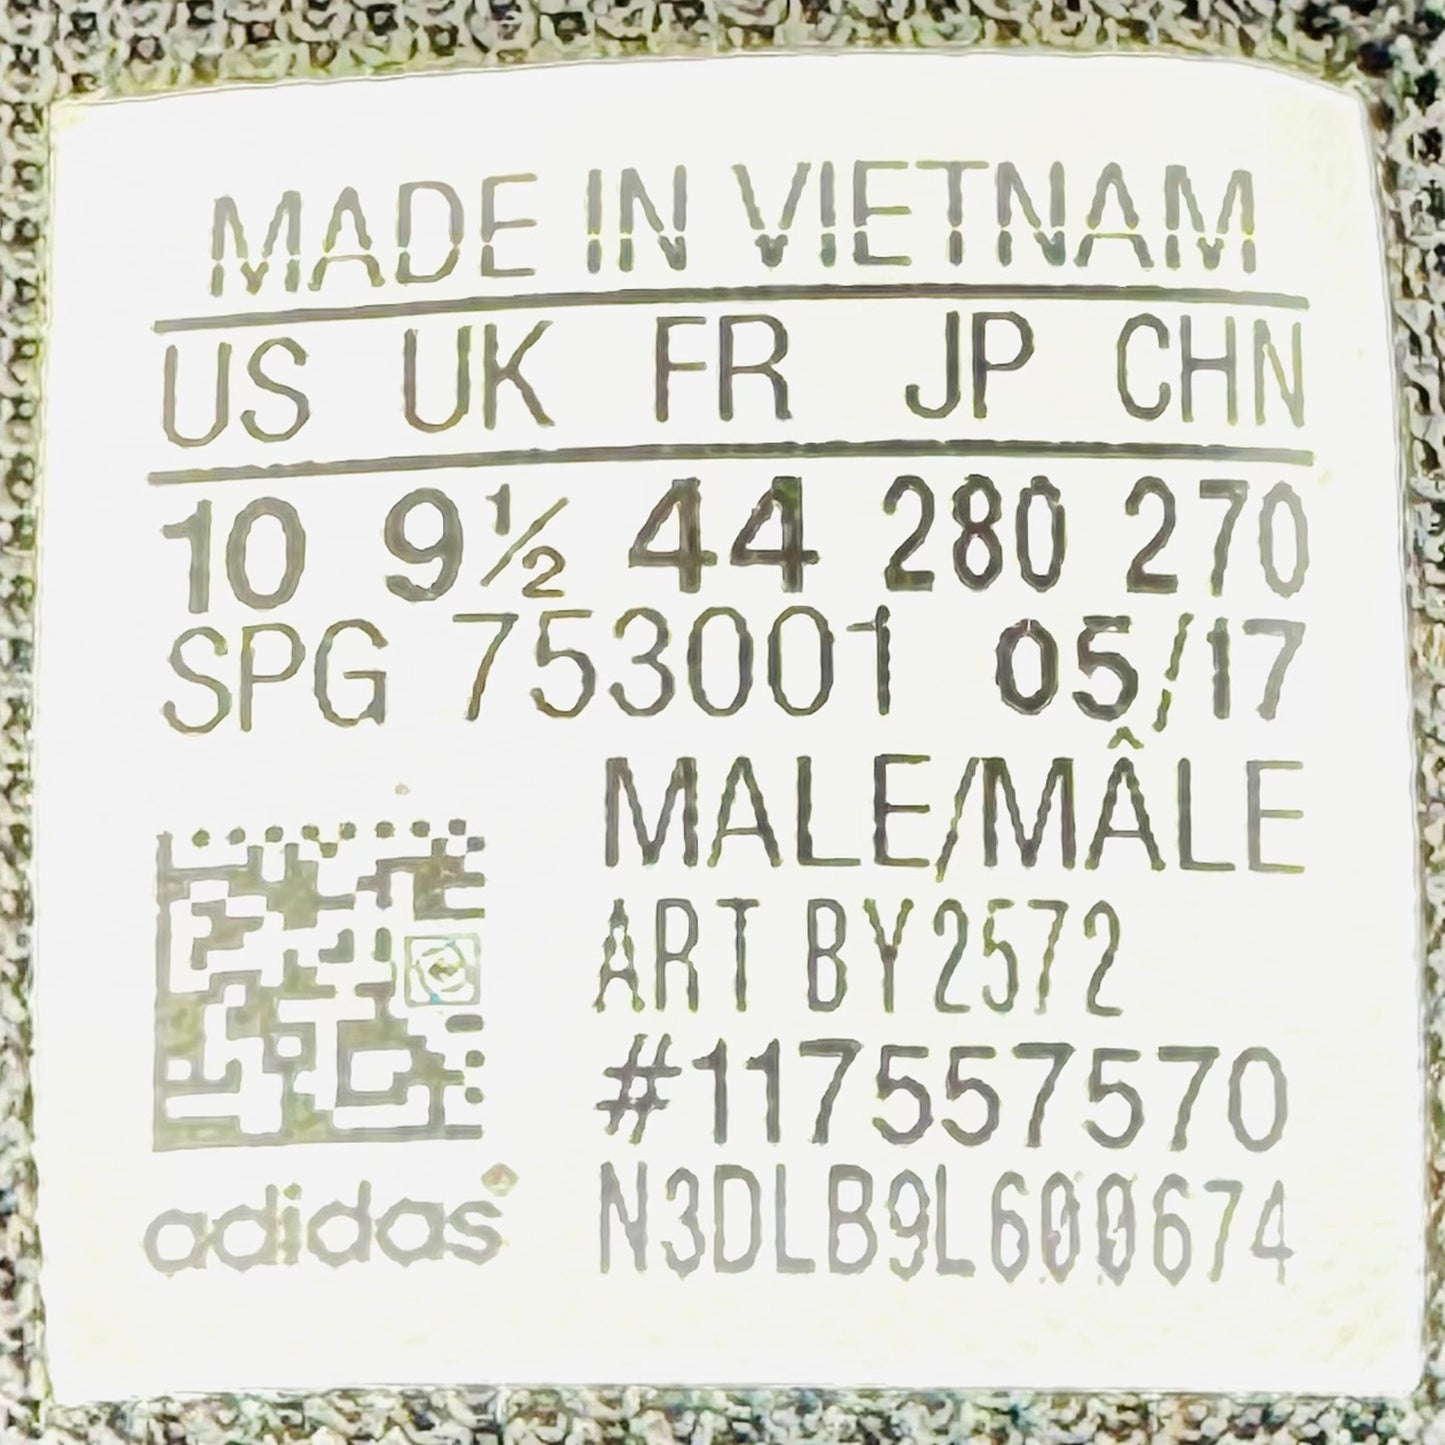 MADE IN VIETNAM
US UK FR JP CHN
10 9½ 44 280 270
SPG 753001 05/17
MALE/MÂLE
ART BY2572
#117557570
N3DLB9L600674
adidas